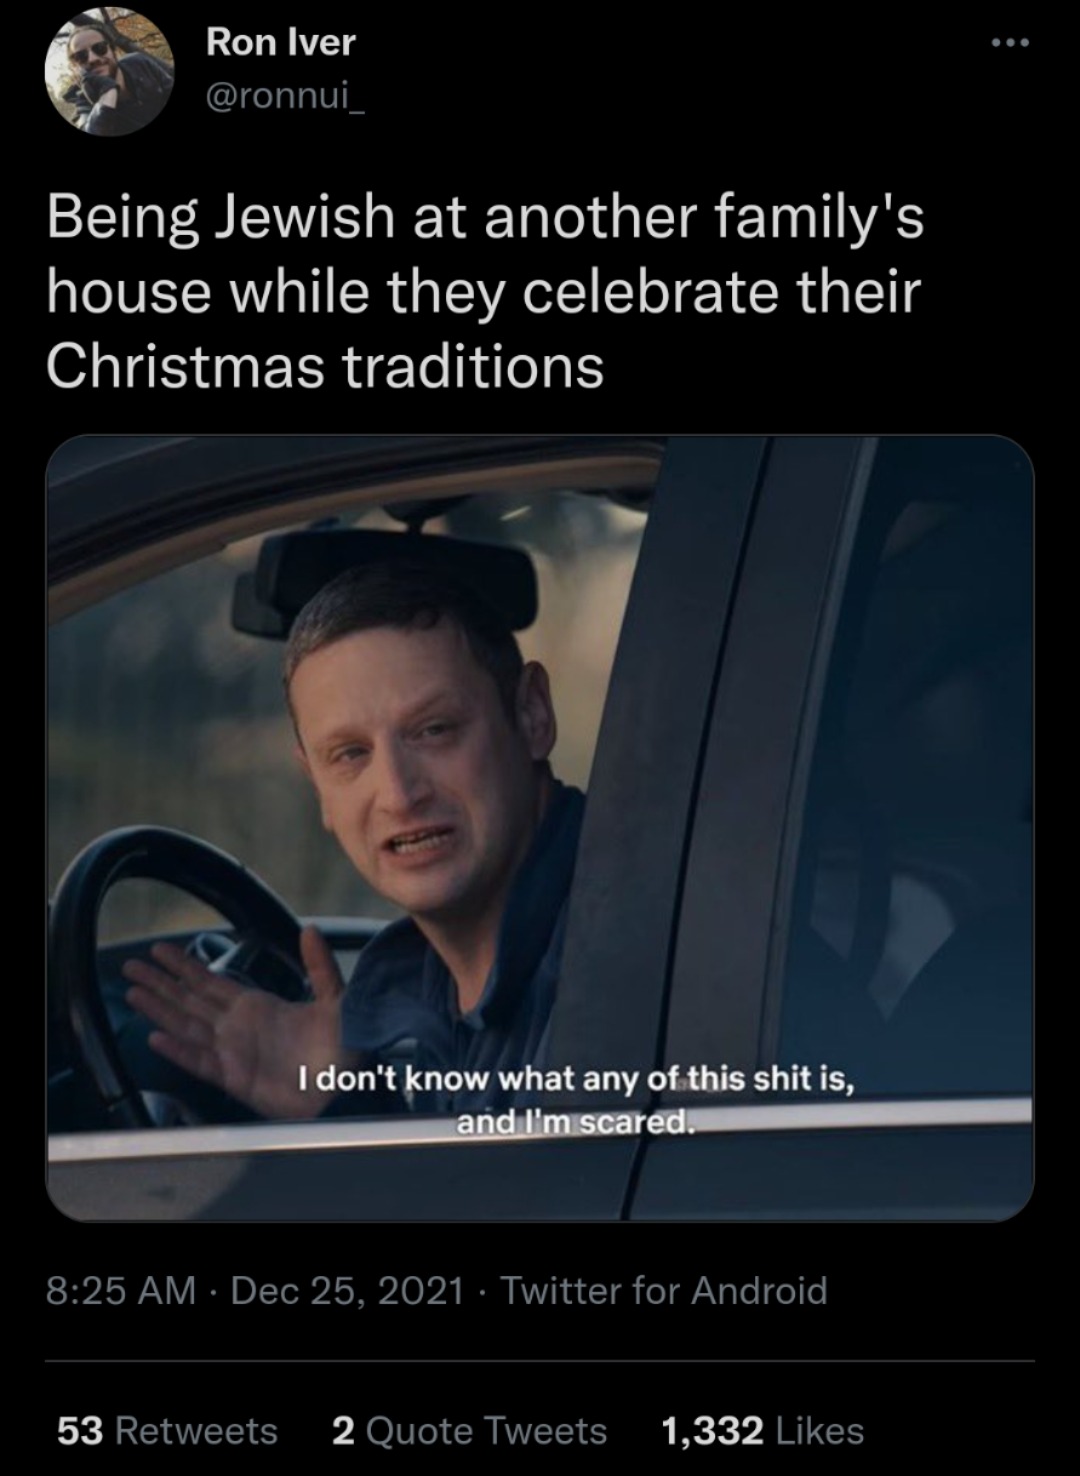 Ron Iver
@ronnui_
Being Jewish at another family's
house while they celebrate their
Christmas traditions
I don't know what any of this shit is,
and I'm scared.
8:25 AM · Dec 25, 2021 · Twitter for Android
53 Retweets 2 Quote Tweets 1,332 Likes